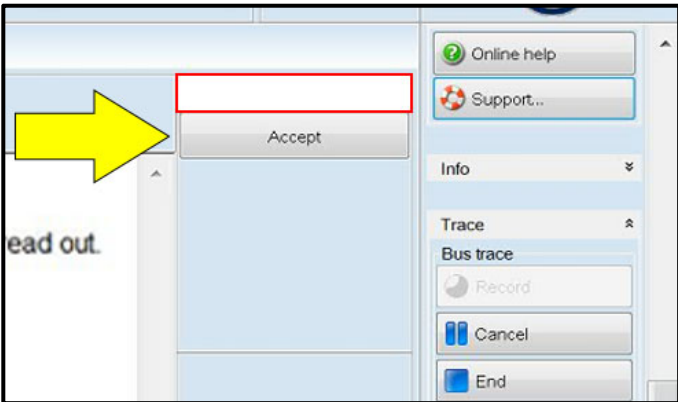 Online help
Support...
Accept
Info
Trace
ead out.
Bus trace
Record
Cancel
End